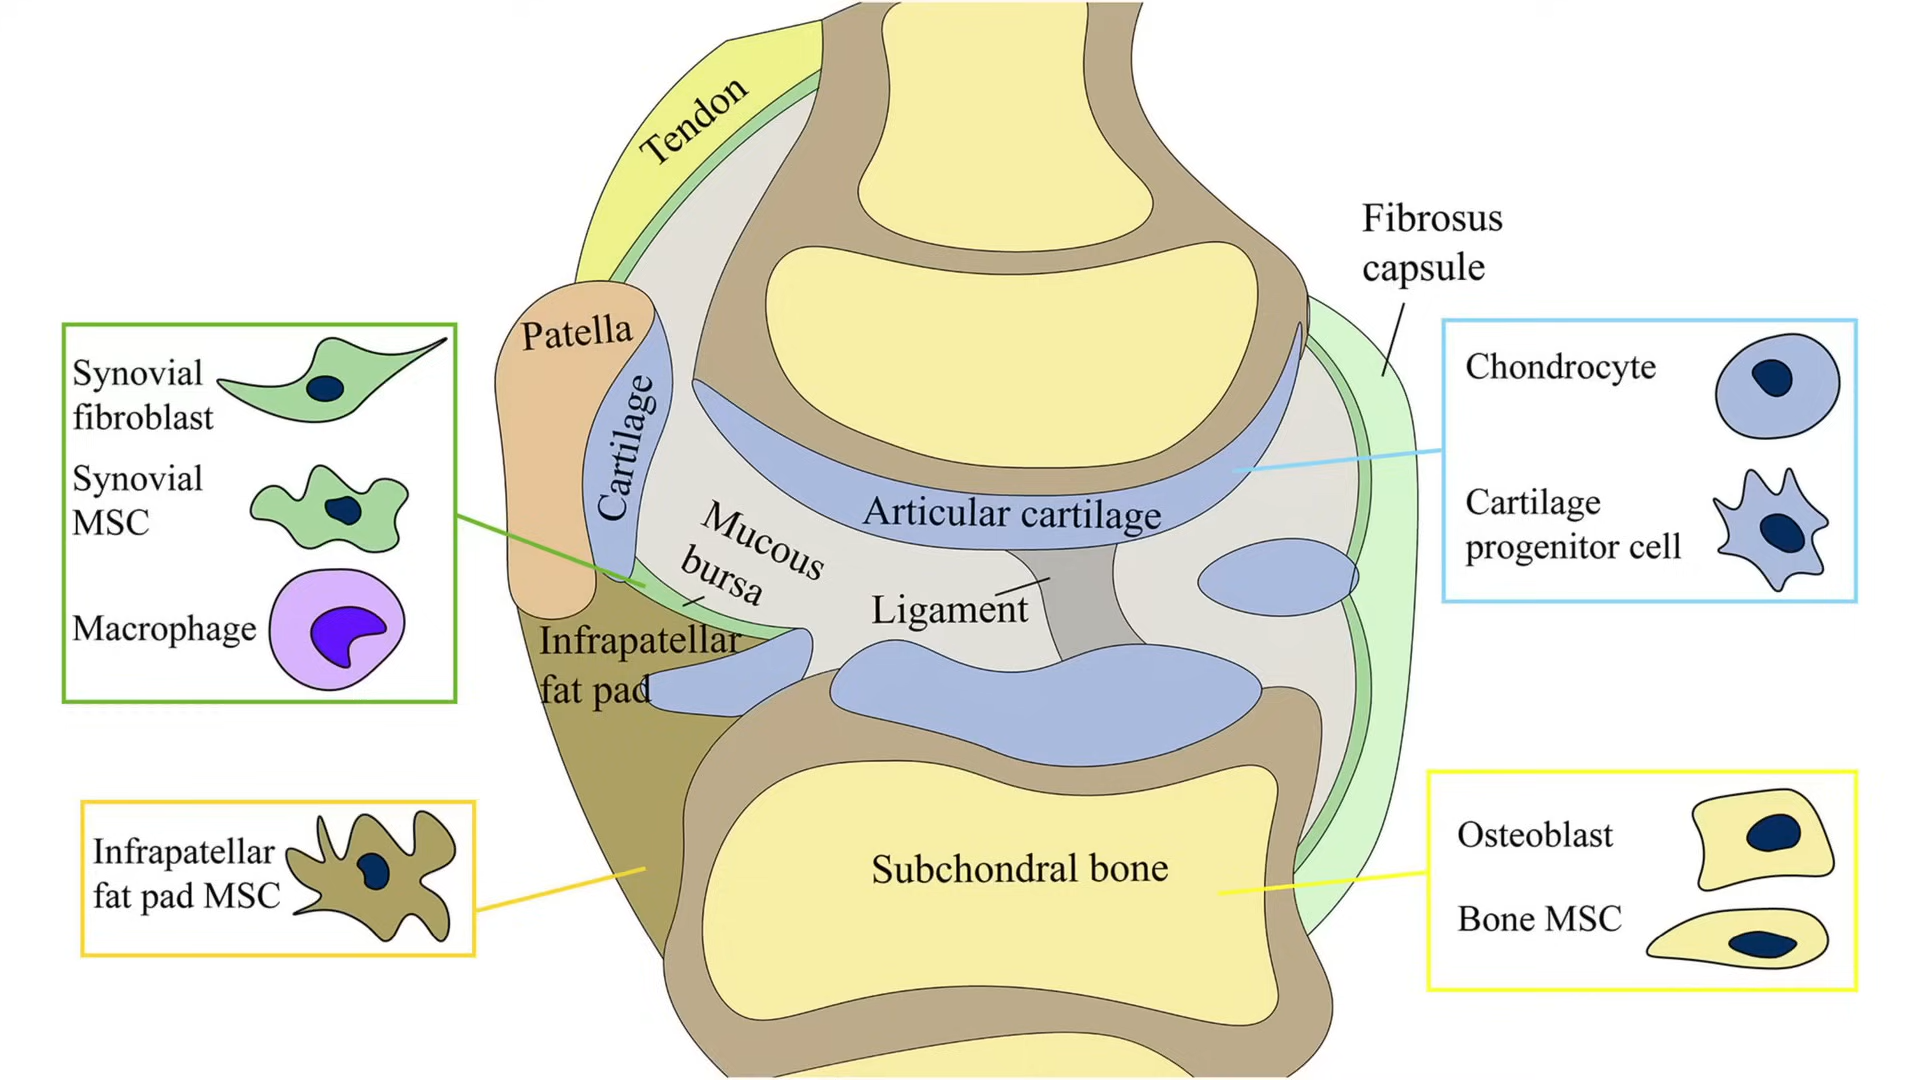 Tendon
Fibrosus
capsule
Patella
Cartilage
Synovial
fibroblast
Synovial
MSC
Macrophage
Chondrocyte
Cartilage
progenitor cell
Articular cartilage
Mucous
bursa
Ligament
Infrapatellar
fat pad
Infrapatellar
fat pad MSC
Subchondral bone
Osteoblast
Bone MSC